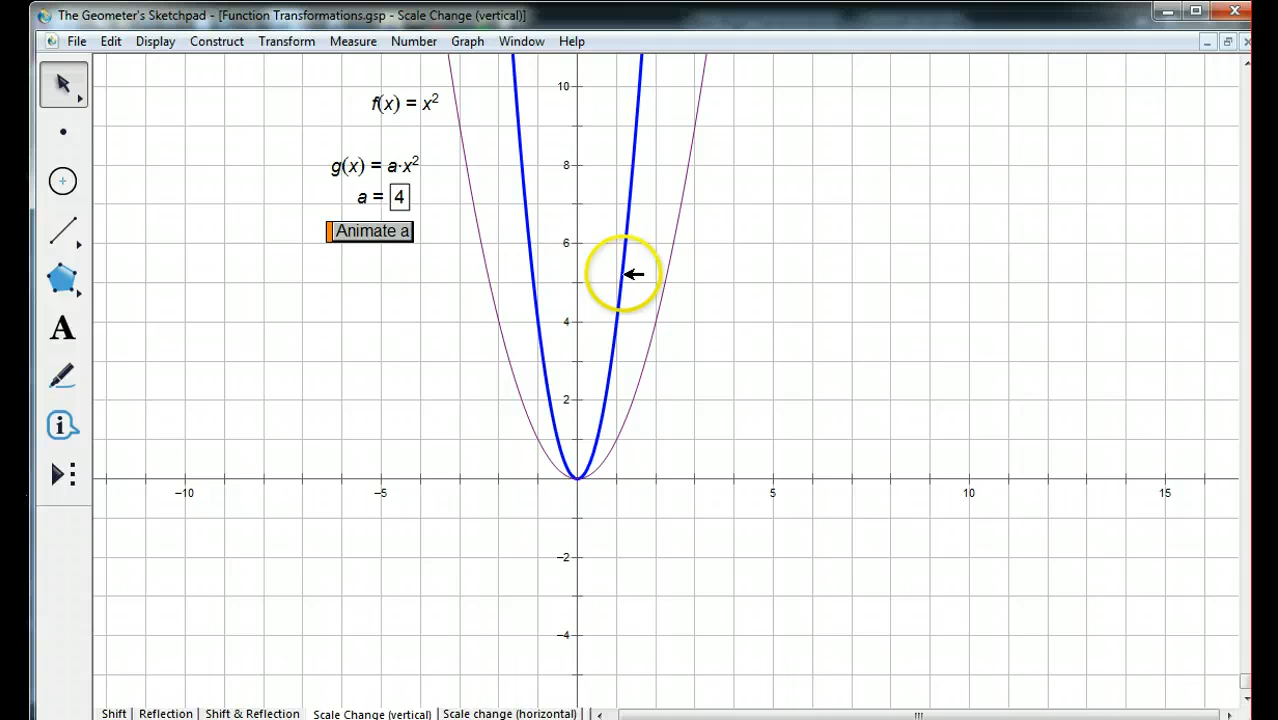 The Geometer's Sketchpad - [Function Transformations.gsp - Scale Change (vertical)]
File Edit Display Construct Transform Measure Number Graph Window Help
f(x) = x²
g(x) = a·x²
a = 4
Animate a
10
8
6
4
2
−10 −5 5 10 15
−2
−4
A
i
Shift Reflection Shift & Reflection Scale Change (vertical) Scale change (horizontal)